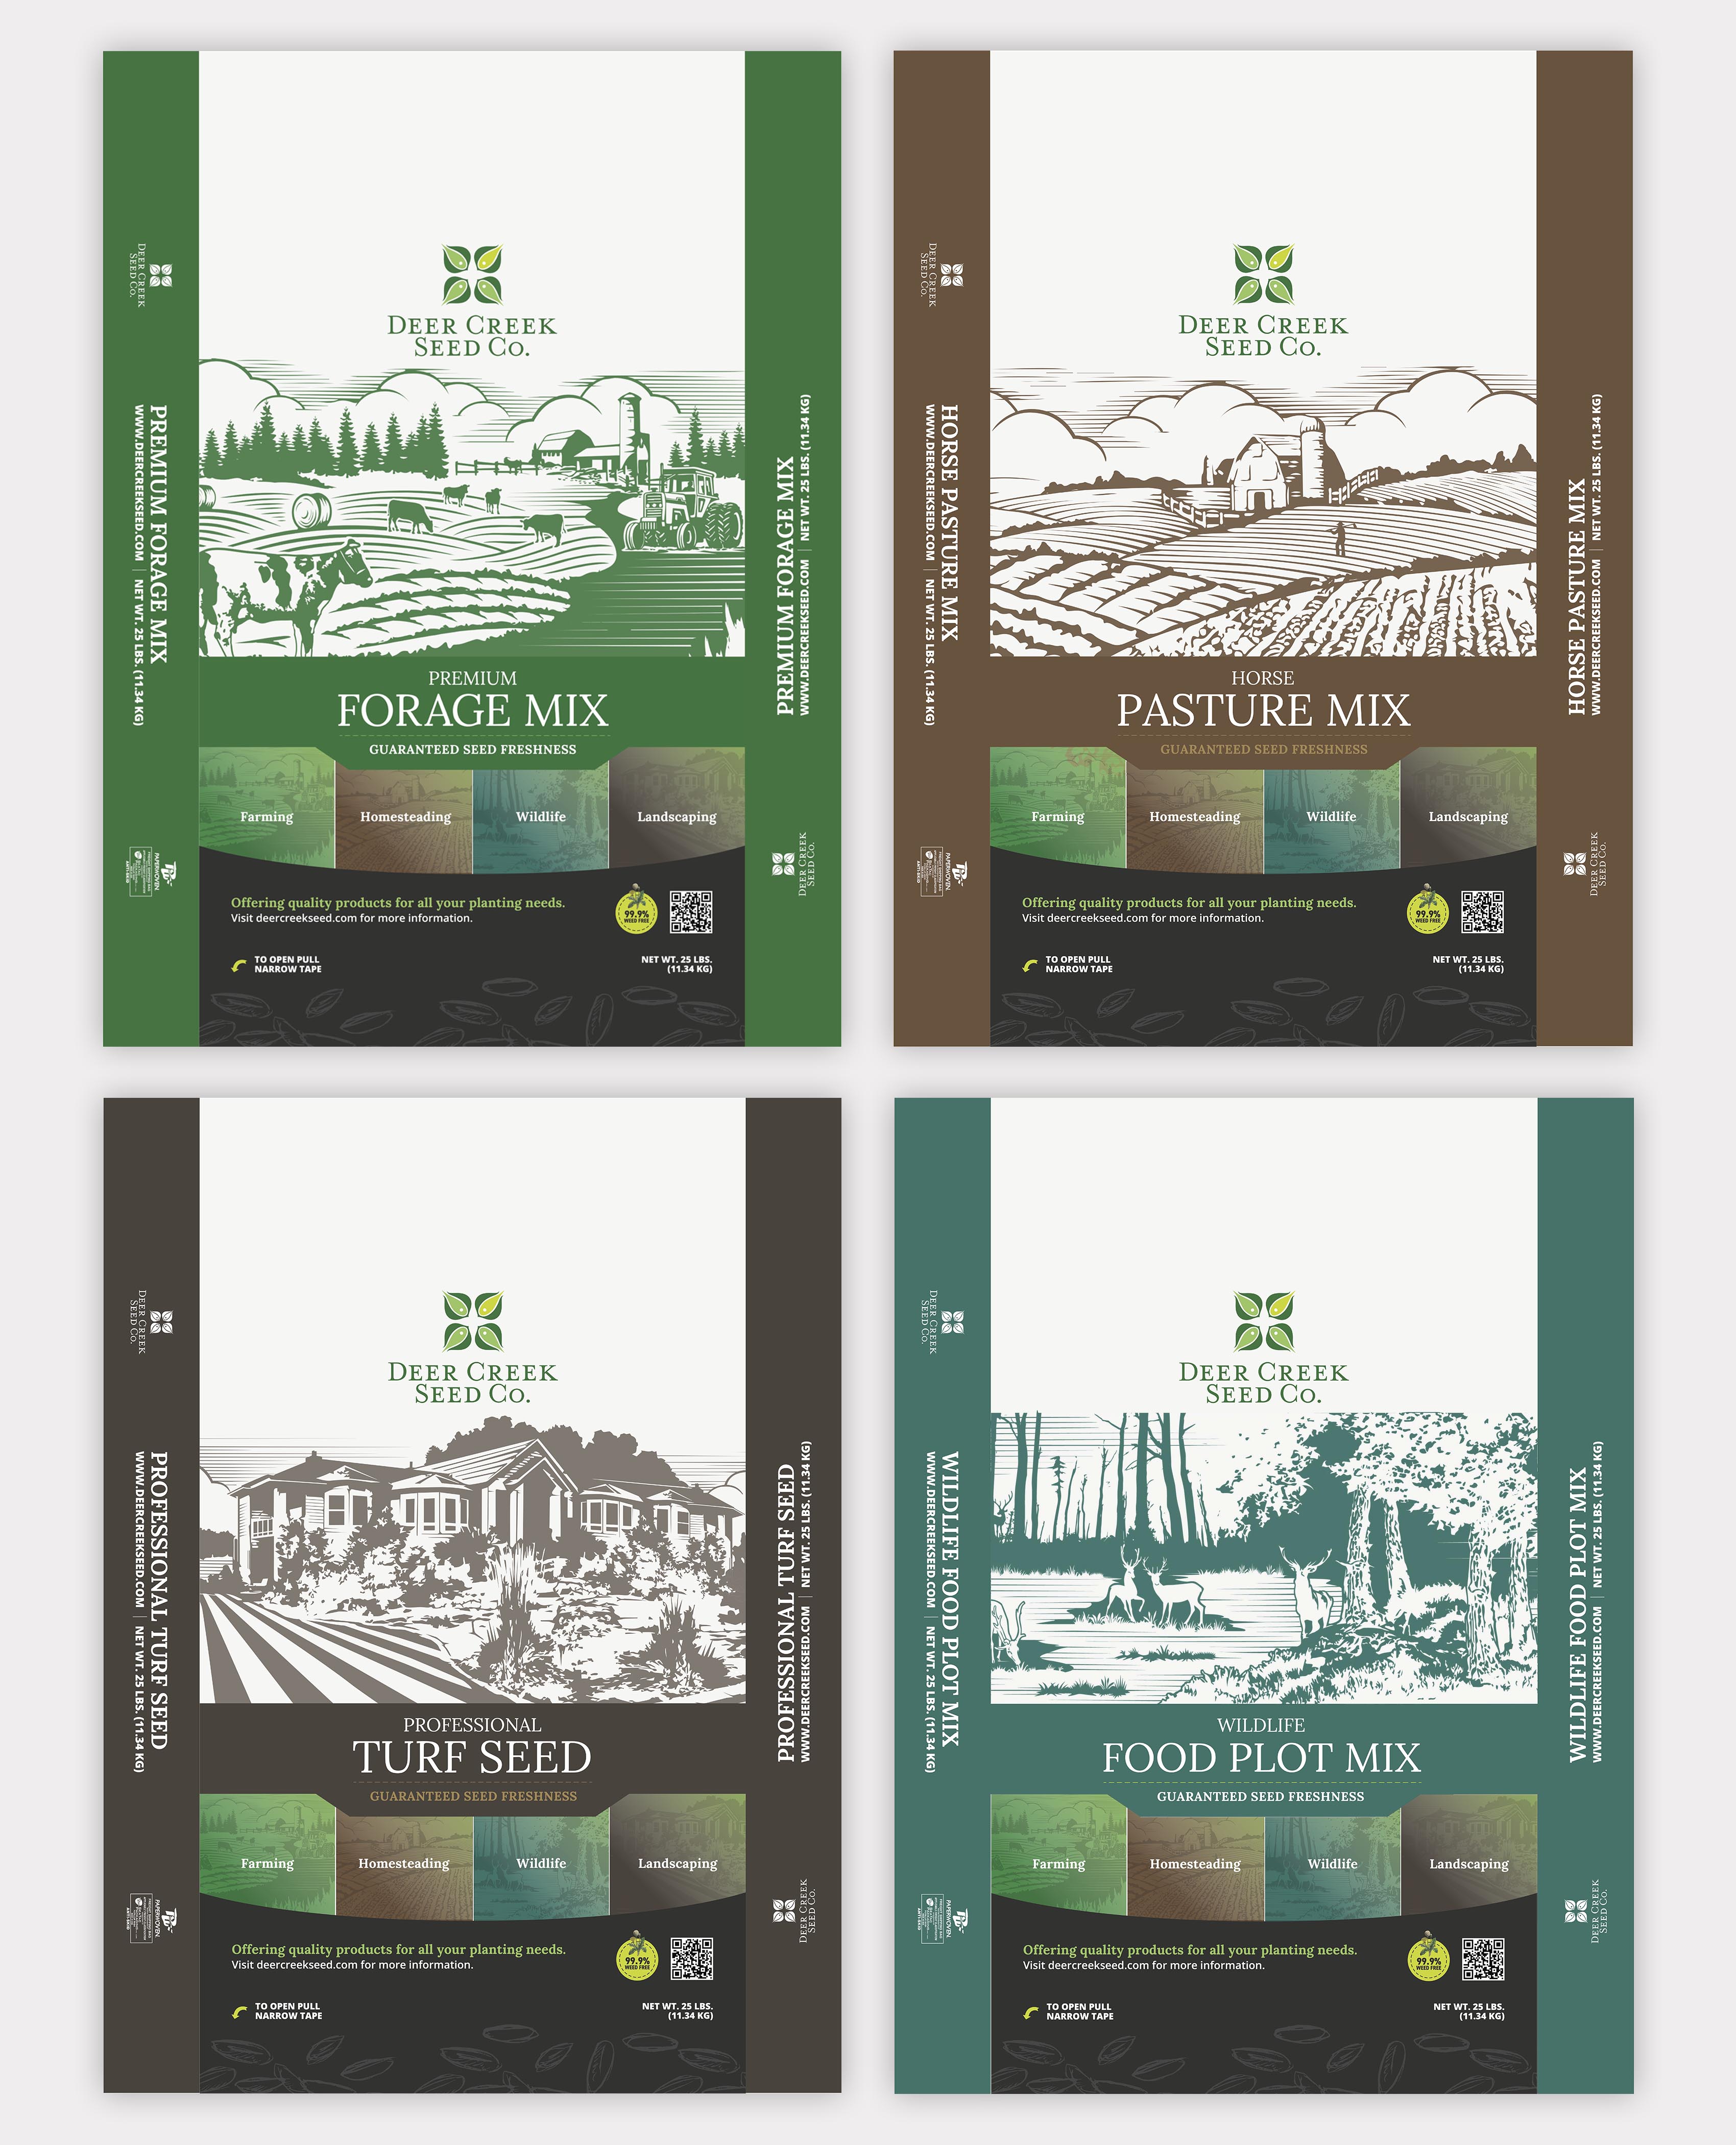 DEER CREEK
SEED CO.
PREMIUM FORAGE MIX
WWW.DEERCREEKSEED.COM | NET WT. 25 LBS. (11.34 KG)
PAPERWOVEN
DEER CREEK
SEED CO.
PREMIUM
FORAGE MIX
GUARANTEED SEED FRESHNESS
Farming Homesteading Wildlife Landscaping
Offering quality products for all your planting needs.
Visit deercreekseed.com for more information.
99.9%
WEED FREE
TO OPEN PULL
NARROW TAPE
NET WT. 25 LBS.
(11.34 KG)
PREMIUM FORAGE MIX
WWW.DEERCREEKSEED.COM | NET WT. 25 LBS. (11.34 KG)
DEER CREEK
SEED CO.
DEER CREEK
SEED CO.
HORSE PASTURE MIX
WWW.DEERCREEKSEED.COM | NET WT. 25 LBS. (11.34 KG)
PAPERWOVEN
DEER CREEK
SEED CO.
HORSE
PASTURE MIX
GUARANTEED SEED FRESHNESS
Farming Homesteading Wildlife Landscaping
Offering quality products for all your planting needs.
Visit deercreekseed.com for more information.
99.9%
WEED FREE
TO OPEN PULL
NARROW TAPE
NET WT. 25 LBS.
(11.34 KG)
HORSE PASTURE MIX
WWW.DEERCREEKSEED.COM | NET WT. 25 LBS. (11.34 KG)
DEER CREEK
SEED CO.
DEER CREEK
SEED CO.
PROFESSIONAL TURF SEED
WWW.DEERCREEKSEED.COM | NET WT. 25 LBS. (11.34 KG)
PAPERWOVEN
DEER CREEK
SEED CO.
PROFESSIONAL
TURF SEED
GUARANTEED SEED FRESHNESS
Farming Homesteading Wildlife Landscaping
Offering quality products for all your planting needs.
Visit deercreekseed.com for more information.
99.9%
WEED FREE
TO OPEN PULL
NARROW TAPE
NET WT. 25 LBS.
(11.34 KG)
PROFESSIONAL TURF SEED
WWW.DEERCREEKSEED.COM | NET WT. 25 LBS. (11.34 KG)
DEER CREEK
SEED CO.
DEER CREEK
SEED CO.
WILDLIFE FOOD PLOT MIX
WWW.DEERCREEKSEED.COM | NET WT. 25 LBS. (11.34 KG)
PAPERWOVEN
DEER CREEK
SEED CO.
WILDLIFE
FOOD PLOT MIX
GUARANTEED SEED FRESHNESS
Farming Homesteading Wildlife Landscaping
Offering quality products for all your planting needs.
Visit deercreekseed.com for more information.
99.9%
WEED FREE
TO OPEN PULL
NARROW TAPE
NET WT. 25 LBS.
(11.34 KG)
WILDLIFE FOOD PLOT MIX
WWW.DEERCREEKSEED.COM | NET WT. 25 LBS. (11.34 KG)
DEER CREEK
SEED CO.